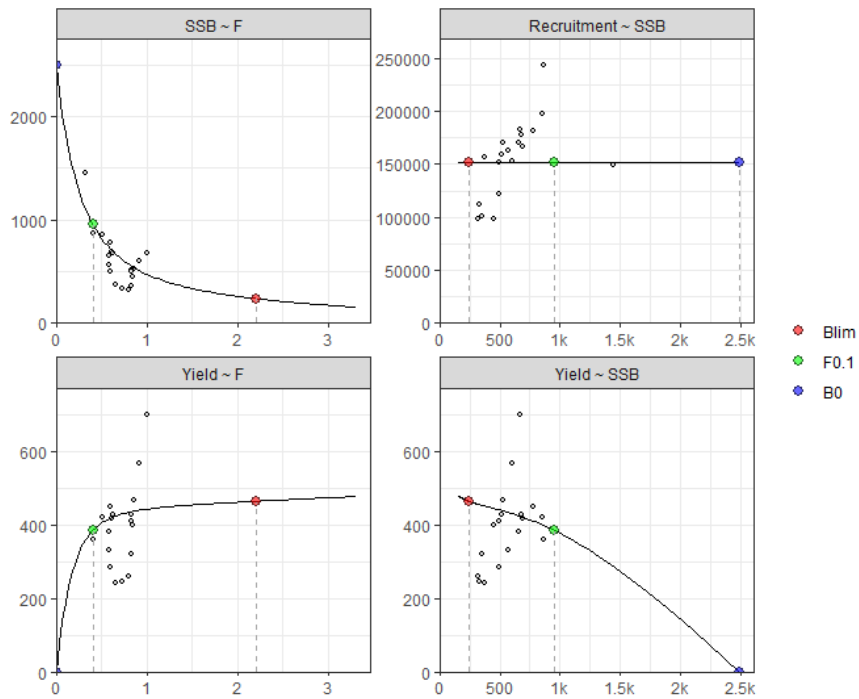 SSB ~ F
Recruitment ~ SSB
2000
1000
0
0
1
2
3
250000
200000
150000
100000
50000
0
0
500
1k
1.5k
2k
2.5k
Blim
F0.1
B0
Yield ~ F
Yield ~ SSB
600
400
200
0
0
1
2
3
600
400
200
0
0
500
1k
1.5k
2k
2.5k